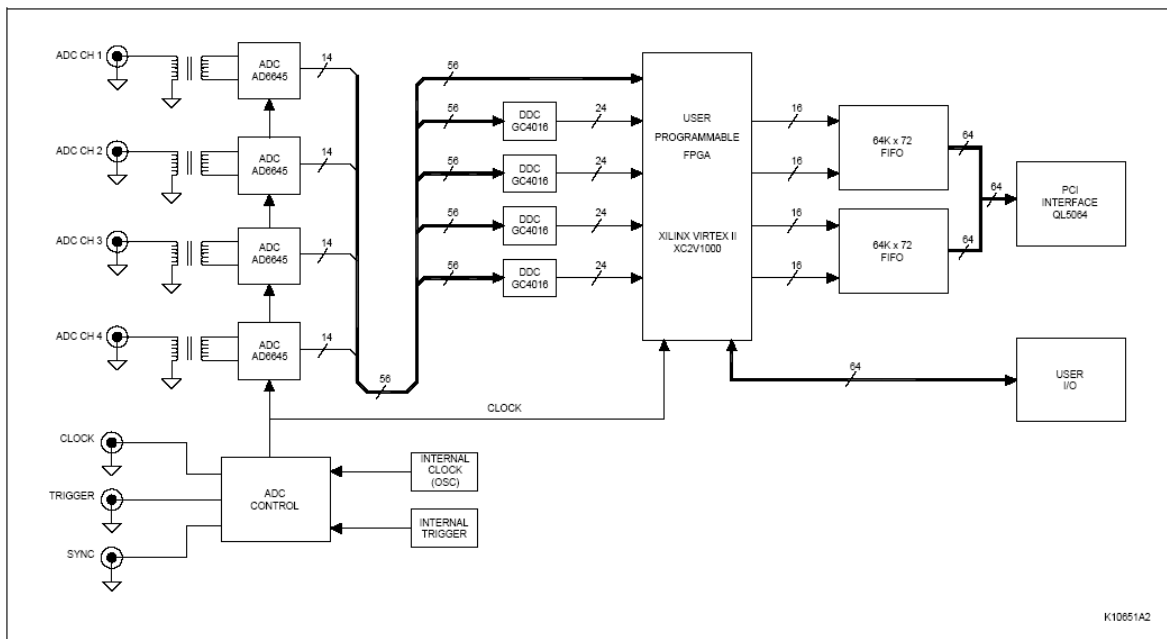 ADC CH 1
ADC
AD6645
14
ADC CH 2
ADC
AD6645
14
ADC CH 3
ADC
AD6645
14
ADC CH 4
ADC
AD6645
14
56
56
56
DDC
GC4016
24
56
DDC
GC4016
24
56
DDC
GC4016
24
56
DDC
GC4016
24
USER
PROGRAMMABLE
FPGA
XILINX VIRTEX II
XC2V1000
16
16
64K x 72
FIFO
64
16
16
64K x 72
FIFO
64
64
PCI
INTERFACE
QL5064
64
USER
I/O
CLOCK
CLOCK
TRIGGER
SYNC
ADC
CONTROL
INTERNAL
CLOCK
(OSC)
INTERNAL
TRIGGER
K10651A2